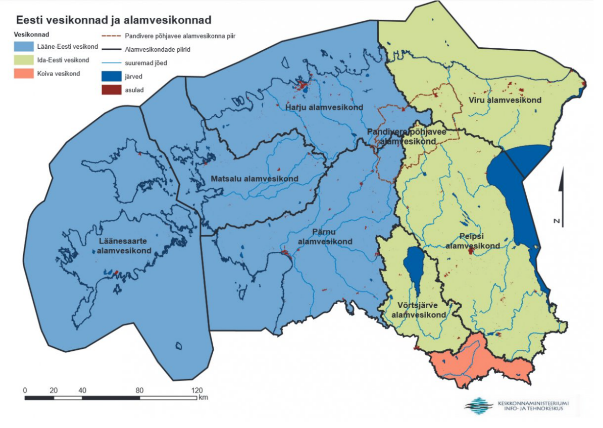 Eesti vesikonnad ja alamvesikonnad
Vesikonnad
Lääne-Eesti vesikond
Ida-Eesti vesikond
Koiva vesikond
Pandivere põhjavee alamvesikonna piir
Alamvesikondade piirid
suuremad jõed
järved
asulad
Harju alamvesikond
Viru alamvesikond
Pandivere põhjavee
alamvesikond
Matsalu alamvesikond
Läänesaarte
alamvesikond
Pärnu
alamvesikond
Peipsi
alamvesikond
Võrtsjärve
alamvesikond
N
0 20 40 80 120
km
KESKKONNAMINISTEERIUMI
INFO- JA TEHNOKESKUS